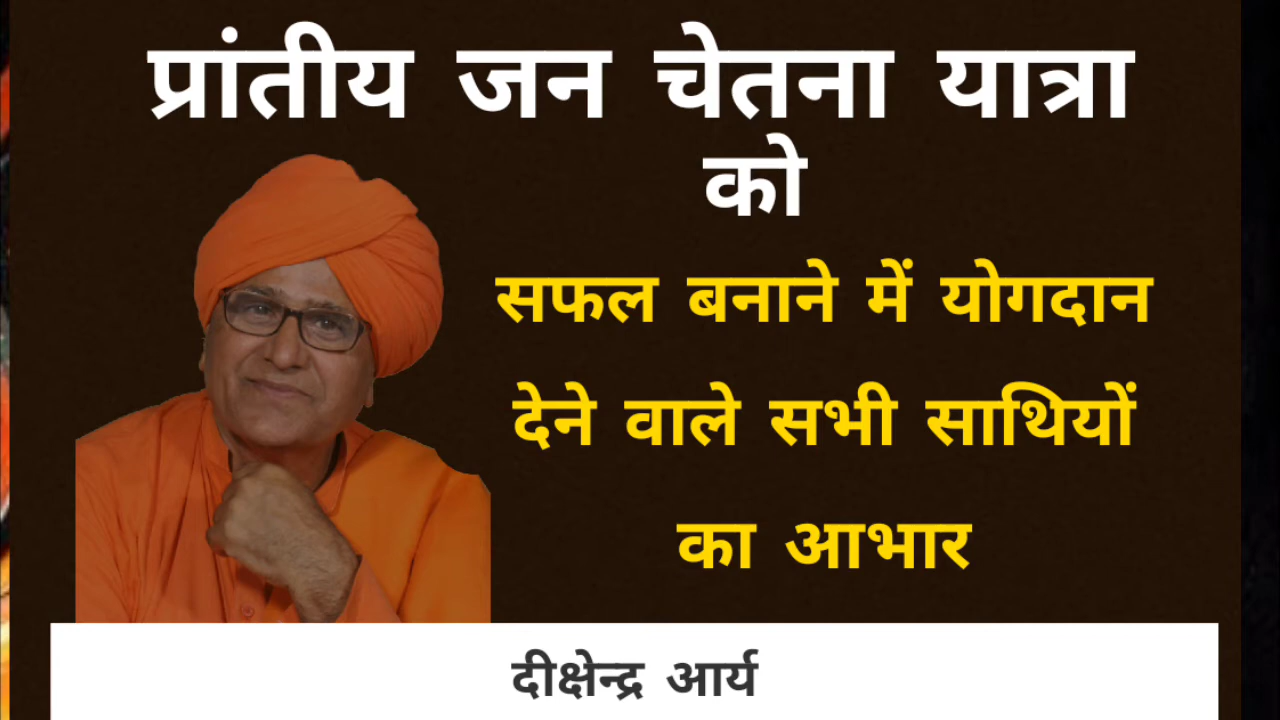 प्रांतीय जन चेतना यात्रा
को
सफल बनाने में योगदान
देने वाले सभी साथियों
का आभार
दीक्षेन्द्र आर्य